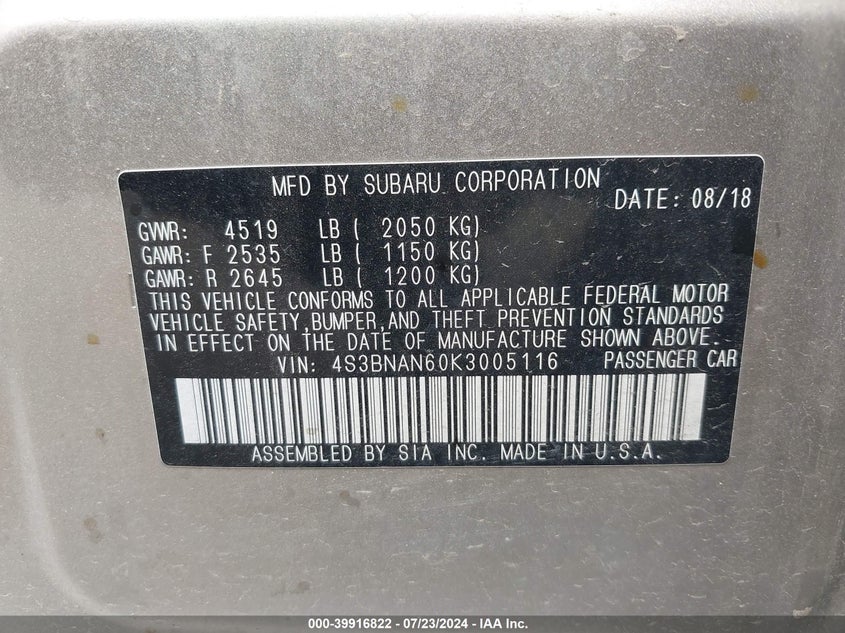 MFD BY SUBARU CORPORATION
DATE: 08/18
GVWR: 4519 LB ( 2050 KG)
GAWR: F 2535 LB ( 1150 KG)
GAWR: R 2645 LB ( 1200 KG)
THIS VEHICLE CONFORMS TO ALL APPLICABLE FEDERAL MOTOR
VEHICLE SAFETY,BUMPER,AND THEFT PREVENTION STANDARDS
IN EFFECT ON THE DATE OF MANUFACTURE SHOWN ABOVE.
VIN: 4S3BNAN60K3005116 PASSENGER CAR
ASSEMBLED BY SIA INC. MADE IN U.S.A.
000-39916822 - 07/23/2024 - IAA Inc.